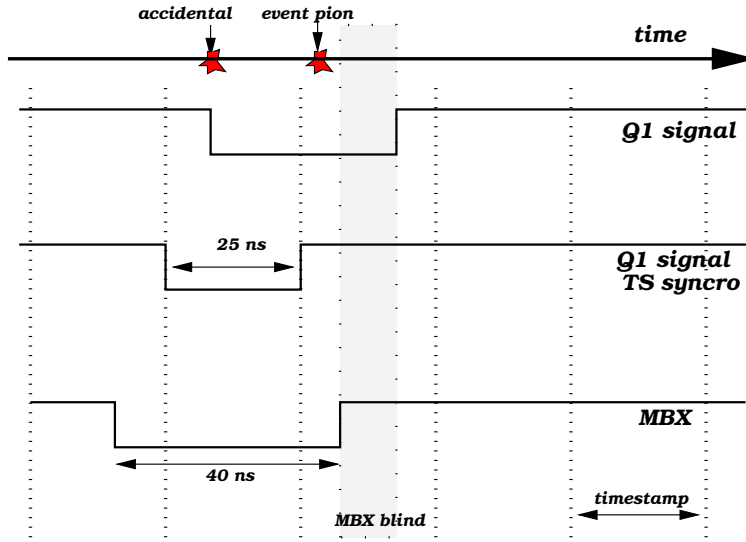 accidental event pion
time
Q1 signal
25 ns
Q1 signal
TS syncro
MBX
40 ns
timestamp
MBX blind